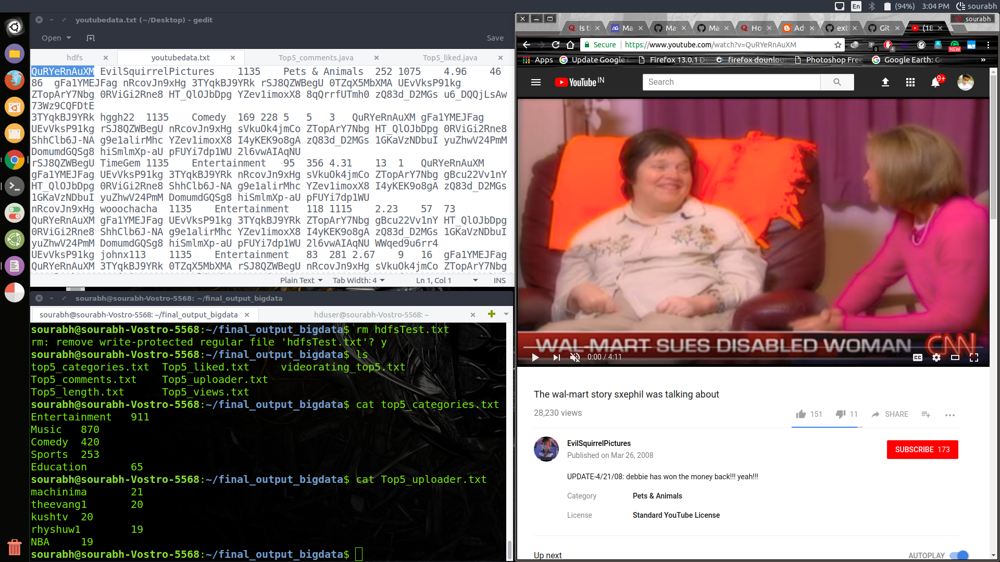 En (94%) 3:04 PM sourabh
youtubedata.txt (~/Desktop) - gedit
Open Save
hdfs youtubedata.txt Top5_comments.java Top5_liked.java
QuRYeRnAuXM EvilSquirrelPictures 1135 Pets & Animals 252 1075 4.96 46
86 gFa1YMEJFag nRcovJn9xHg 3TYqkBJ9YRk rSJ8QZWBegU 0TZqX5MbXMA UEvVksP91kg
ZTopArY7Nbg 0RViGi2Rne8 HT_QlOJbDpg YZev1imoxX8 8qQrrfUTmh0 zQ83d_D2MGs u6_DQQjLsAw
73Wz9CQFDtE
3TYqkBJ9YRk hggh22 1135 Comedy 169 228 5 5 3 QuRYeRnAuXM gFa1YMEJFag
UEvVksP91kg rSJ8QZWBegU nRcovJn9xHg sVkuOk4jmCo ZTopArY7Nbg HT_QlOJbDpg 0RViGi2Rne8
ShhClb6J-NA g9e1alirMhc YZev1imoxX8 I4yKEK9o8gA zQ83d_D2MGs 1GKaVzNDbuI yuZhwV24PmM
DomumdGQSg8 hiSmlmXp-aU pFUYi7dp1WU 2l6vwAIAqNU
rSJ8QZWBegU TimeGem 1135 Entertainment 95 356 4.31 13 1 QuRYeRnAuXM
gFa1YMEJFag UEvVksP91kg 3TYqkBJ9YRk nRcovJn9xHg sVkuOk4jmCo ZTopArY7Nbg gBcu22Vv1nY
HT_QlOJbDpg 0RViGi2Rne8 ShhClb6J-NA g9e1alirMhc YZev1imoxX8 I4yKEK9o8gA zQ83d_D2MGs
1GKaVzNDbuI yuZhwV24PmM DomumdGQSg8 hiSmlmXp-aU pFUYi7dp1WU
nRcovJn9xHg wooochacha 1135 Entertainment 118 1115 2.23 57 73
QuRYeRnAuXM gFa1YMEJFag UEvVksP91kg 3TYqkBJ9YRk ZTopArY7Nbg gBcu22Vv1nY HT_QlOJbDpg
0RViGi2Rne8 ShhClb6J-NA g9e1alirMhc YZev1imoxX8 I4yKEK9o8gA zQ83d_D2MGs 1GKaVzNDbuI
yuZhwV24PmM DomumdGQSg8 hiSmlmXp-aU pFUYi7dp1WU 2l6vwAIAqNU WWqed9u6rr4
UEvVksP91kg johnx113 1135 Entertainment 83 281 2.67 9 16 gFa1YMEJFag
QuRYeRnAuXM 3TYqkBJ9YRk 0TZqX5MbXMA rSJ8QZWBegU nRcovJn9xHg sVkuOk4jmCo ZTopArY7Nbg
Plain Text Tab Width: 4 Ln 1, Col 1 INS
sourabh@sourabh-Vostro-5568: ~/final_output_bigdata
sourabh@sourabh-Vostro-5568: ~/final_output_bigdata hduser@sourabh-Vostro-5568: ~
sourabh@sourabh-Vostro-5568:~/final_output_bigdata$ rm hdfsTest.txt
rm: remove write-protected regular file 'hdfsTest.txt'? y
sourabh@sourabh-Vostro-5568:~/final_output_bigdata$ ls
top5_categories.txt Top5_liked.txt videorating_top5.txt
Top5_comments.txt Top5_uploader.txt
Top5_length.txt Top5_views.txt
sourabh@sourabh-Vostro-5568:~/final_output_bigdata$ cat top5_categories.txt
Entertainment 911
Music 870
Comedy 420
Sports 253
Education 65
sourabh@sourabh-Vostro-5568:~/final_output_bigdata$ cat Top5_uploader.txt
machinima 21
theevang1 20
kushtv 20
rhyshuw1 19
NBA 19
sourabh@sourabh-Vostro-5568:~/final_output_bigdata$
sourabh
Is t Ma Ma Ma Ho Ad ext Git (18
Secure https://www.youtube.com/watch?v=QuRYeRnAuXM 0 4 NEW
Apps Update Google Firefox 13.0.1 D firefox dounlou Photoshop Free Google Earth: G »
YouTube IN Search 9+
WAL-MART SUES DISABLED WOMAN CNN
0:00 / 4:11 CC
The wal-mart story sxephil was talking about
28,230 views 151 11 SHARE
EvilSquirrelPictures
Published on Mar 26, 2008 SUBSCRIBE 173
UPDATE-4/21/08: debbie has won the money back!!! yeah!!!
Category Pets & Animals
License Standard YouTube License
Up next AUTOPLAY